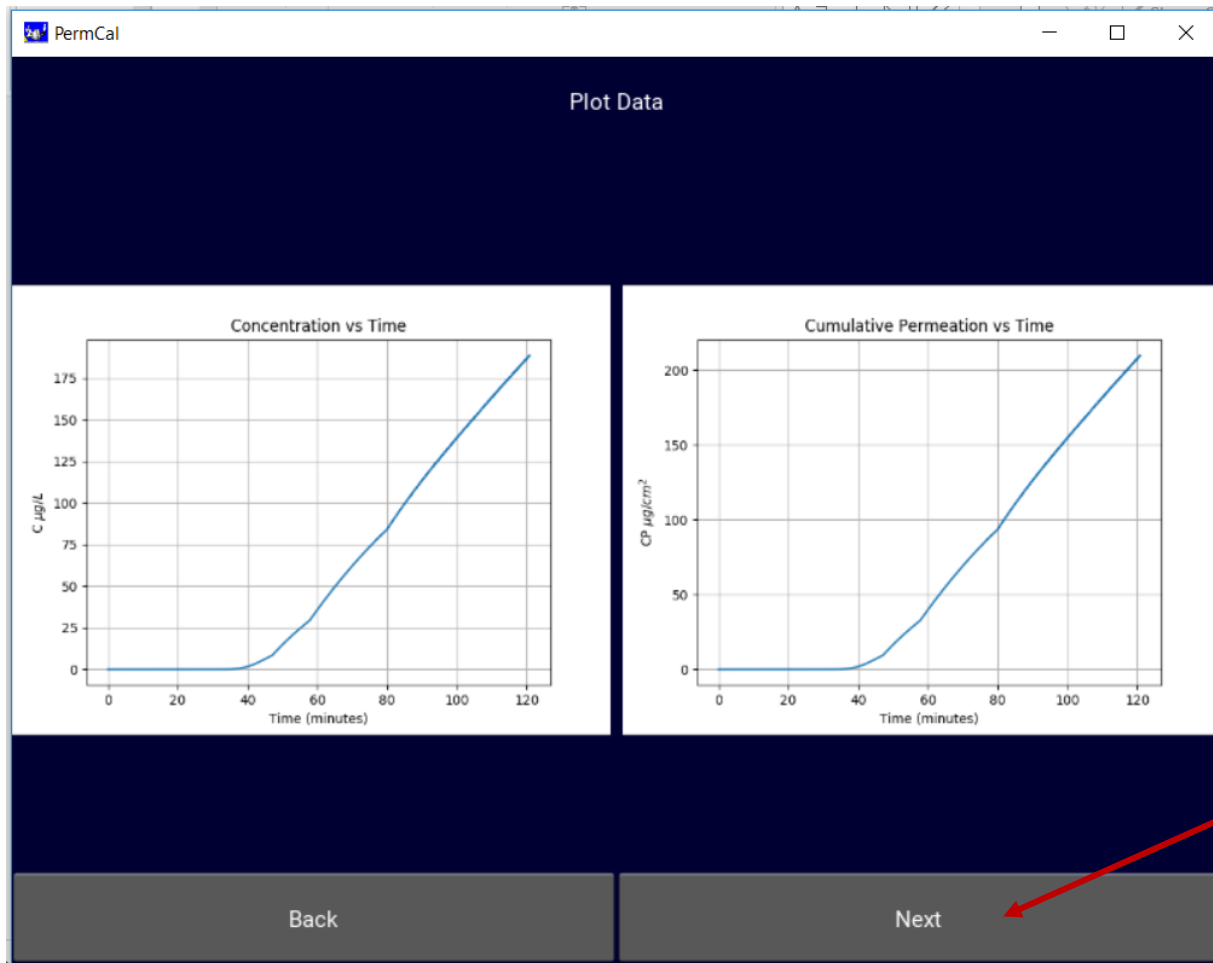 PermCal
Plot Data
Concentration vs Time
175
150
125
100
75
50
25
0
C μg/L
0 20 40 60 80 100 120
Time (minutes)
Cumulative Permeation vs Time
200
150
100
50
0
CP μg/cm²
0 20 40 60 80 100 120
Time (minutes)
Back
Next